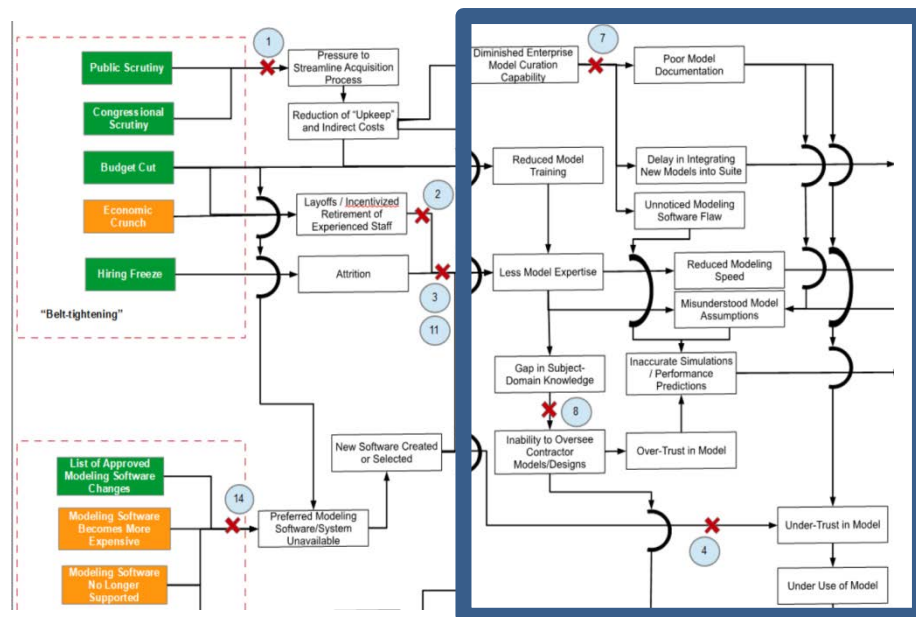 1
Public Scrutiny
Pressure to
Streamline Acquisition
Process
Congressional
Scrutiny
Reduction of "Upkeep"
and Indirect Costs
Budget Cut
Economic
Crunch
Layoffs / Incentivized
Retirement of
Experienced Staff
2
Hiring Freeze
Attrition
3
11
"Belt-tightening"
List of Approved
Modeling Software
Changes
Modeling Software
Becomes More
Expensive
Modeling Software
No Longer
Supported
14
Preferred Modeling
Software/System
Unavailable
New Software Created
or Selected
Diminished Enterprise
Model Curation
Capability
7
Poor Model
Documentation
Reduced Model
Training
Delay in Integrating
New Models into Suite
Unnoticed Modeling
Software Flaw
Less Model Expertise
Reduced Modeling
Speed
Misunderstood Model
Assumptions
Gap in Subject-
Domain Knowledge
Inaccurate Simulations
/ Performance
Predictions
8
Inability to Oversee
Contractor
Models/Designs
Over-Trust in Model
4
Under-Trust in Model
Under Use of Model